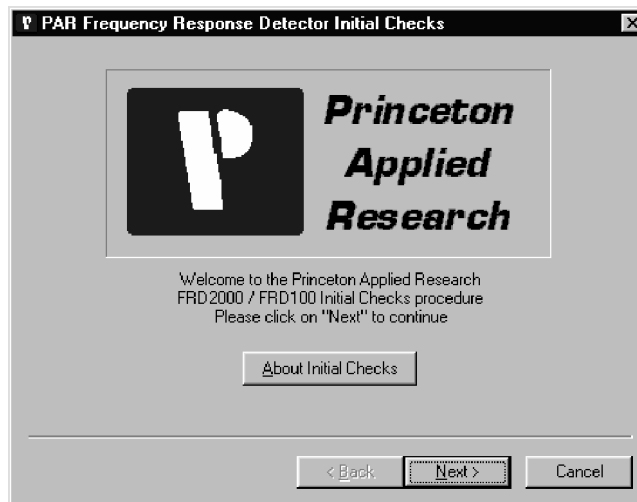 PAR Frequency Response Detector Initial Checks
Princeton
Applied
Research
Welcome to the Princeton Applied Research
FRD2000 / FRD100 Initial Checks procedure
Please click on "Next" to continue
About Initial Checks
< Back
Next >
Cancel